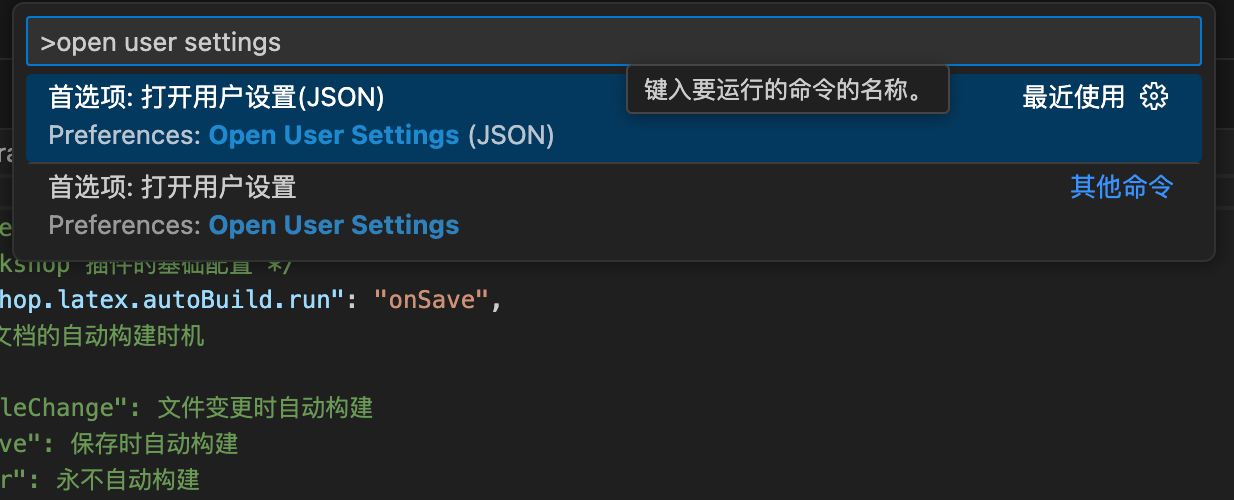 >open user settings
首选项: 打开用户设置(JSON)
键入要运行的命令的名称。
最近使用
Preferences: Open User Settings (JSON)
首选项: 打开用户设置
其他命令
Preferences: Open User Settings
kshop 插件的基础配置 */
hop.latex.autoBuild.run": "onSave",
文档的自动构建时机
leChange": 文件变更时自动构建
ve": 保存时自动构建
r": 永不自动构建